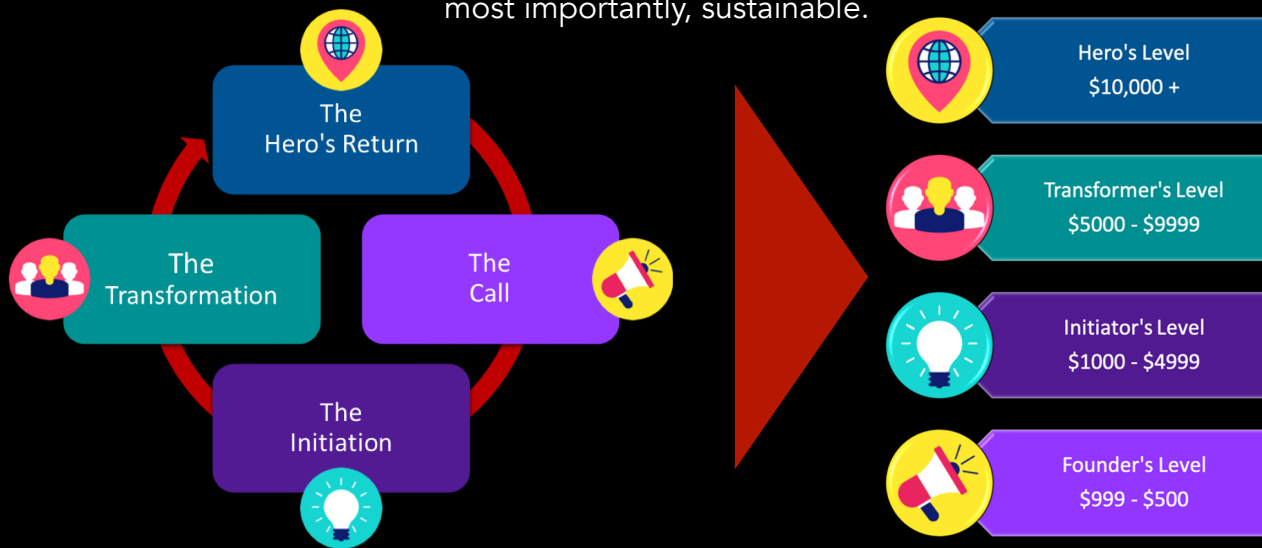 most importantly, sustainable.
The
Hero's Return
The
Transformation
The
Call
The
Initiation
Hero's Level
$10,000 +
Transformer's Level
$5000 - $9999
Initiator's Level
$1000 - $4999
Founder's Level
$999 - $500